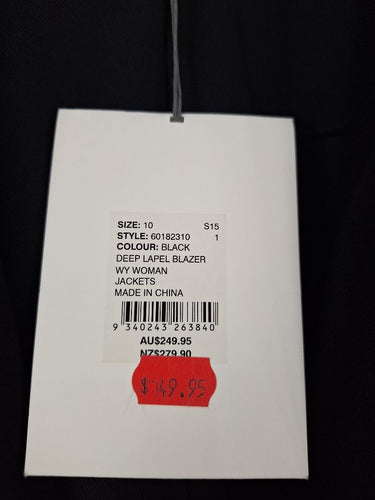 SIZE: 10 S15
STYLE: 60182310 1
COLOUR: BLACK
DEEP LAPEL BLAZER
WY WOMAN
JACKETS
MADE IN CHINA
9 340243 263840
AU$249.95
NZ$279.90
$149.95